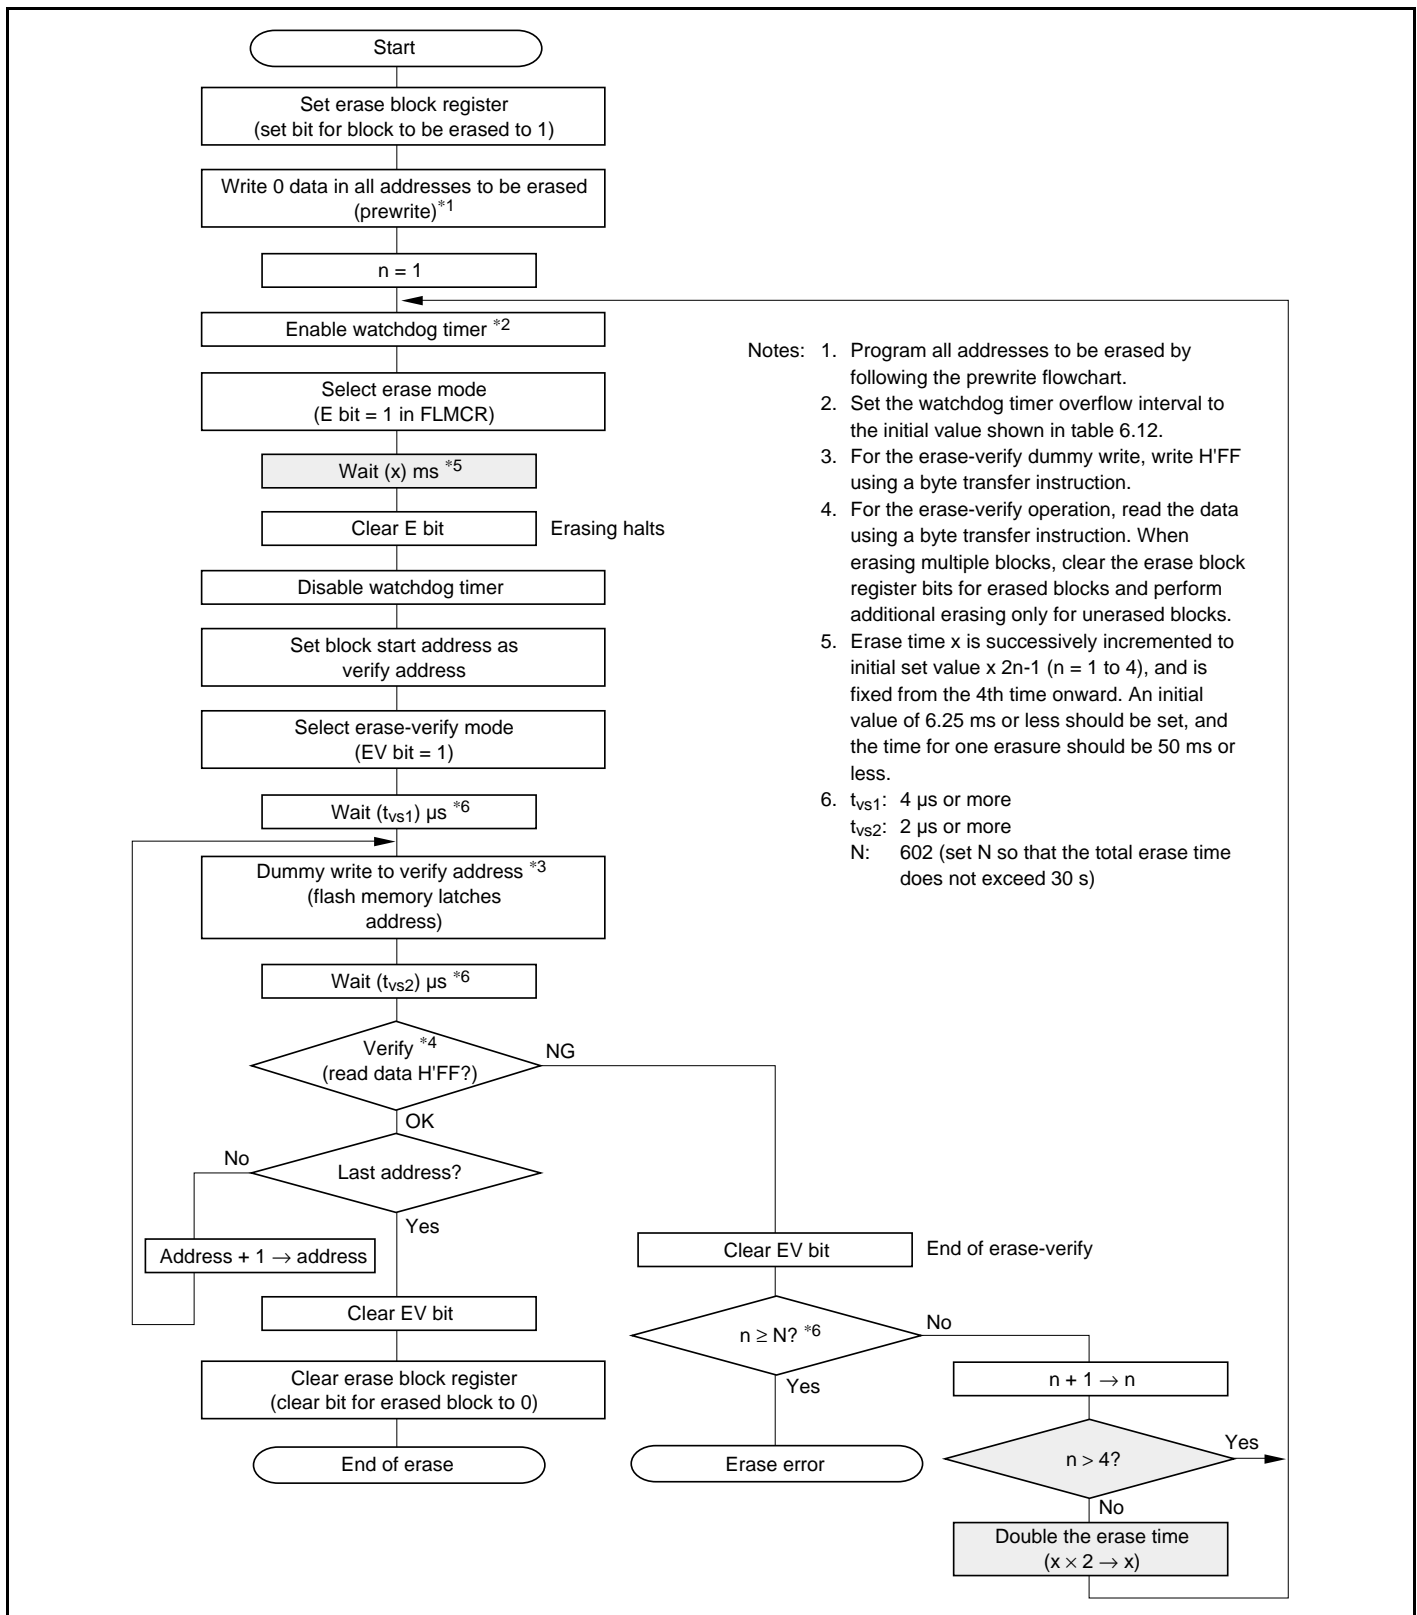 Start
Set erase block register
(set bit for block to be erased to 1)
Write 0 data in all addresses to be erased
(prewrite)*1
n = 1
Enable watchdog timer *2
Select erase mode
(E bit = 1 in FLMCR)
Wait (x) ms *5
Clear E bit
Erasing halts
Disable watchdog timer
Set block start address as
verify address
Select erase-verify mode
(EV bit = 1)
Wait (tvs1) μs *6
Dummy write to verify address *3
(flash memory latches
address)
Wait (tvs2) μs *6
Verify *4
(read data H'FF?)
NG
OK
Last address?
No
Yes
Address + 1 → address
Clear EV bit
Clear erase block register
(clear bit for erased block to 0)
End of erase
Clear EV bit
End of erase-verify
n ≥ N? *6
No
Yes
Erase error
n + 1 → n
n > 4?
Yes
No
Double the erase time
(x × 2 → x)
Notes: 1. Program all addresses to be erased by
following the prewrite flowchart.
2. Set the watchdog timer overflow interval to
the initial value shown in table 6.12.
3. For the erase-verify dummy write, write H'FF
using a byte transfer instruction.
4. For the erase-verify operation, read the data
using a byte transfer instruction. When
erasing multiple blocks, clear the erase block
register bits for erased blocks and perform
additional erasing only for unerased blocks.
5. Erase time x is successively incremented to
initial set value x 2n-1 (n = 1 to 4), and is
fixed from the 4th time onward. An initial
value of 6.25 ms or less should be set, and
the time for one erasure should be 50 ms or
less.
6. tvs1: 4 μs or more
tvs2: 2 μs or more
N: 602 (set N so that the total erase time
does not exceed 30 s)